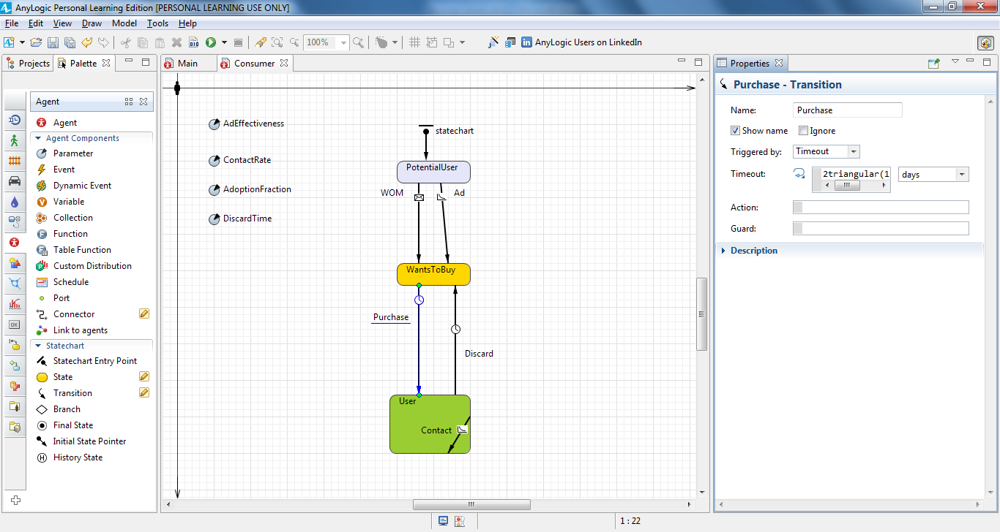 AnyLogic Personal Learning Edition [PERSONAL LEARNING USE ONLY]
File Edit View Draw Model Tools Help
100% AnyLogic Users on LinkedIn
Projects Palette
Main Consumer
Properties
Agent
Agent
Agent Components
Parameter
Event
Dynamic Event
Variable
Collection
Function
Table Function
Custom Distribution
Schedule
Port
Connector
Link to agents
Statechart
Statechart Entry Point
State
Transition
Branch
Final State
Initial State Pointer
History State
AdEffectiveness
ContactRate
AdoptionFraction
DiscardTime
statechart
PotentialUser
WOM Ad
WantsToBuy
Purchase
Discard
User
Contact
Purchase - Transition
Name: Purchase
Show name Ignore
Triggered by: Timeout
Timeout: 2triangular(1 days
Action:
Guard:
Description
1 : 22